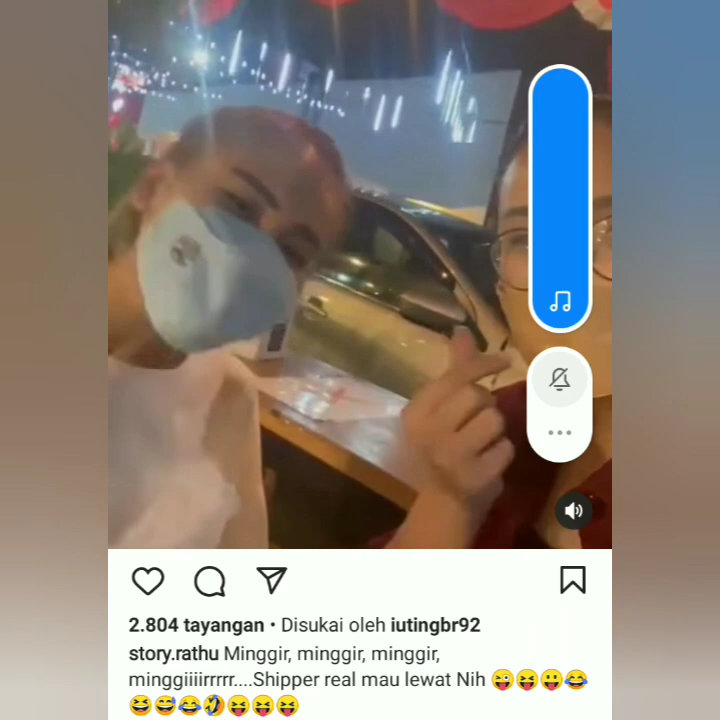 2.804 tayangan • Disukai oleh iutingbr92
story.rathu Minggir, minggir, minggir,
minggiiiirrrrr....Shipper real mau lewat Nih 😜😝😛😂
😆😅😂🤣😝😝😝